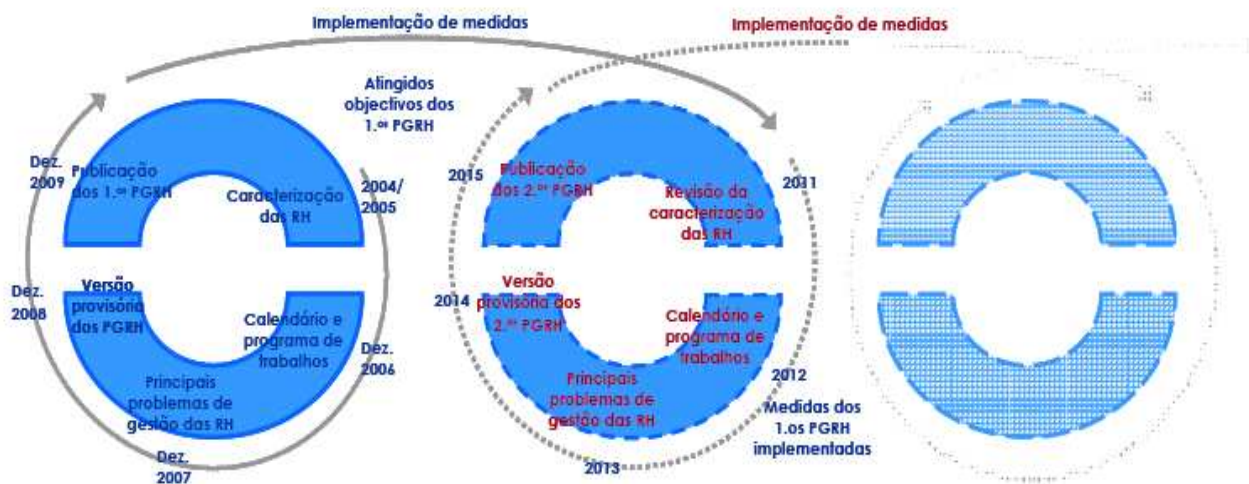 Implementação de medidas
Implementação de medidas
Atingidos
objectivos dos
1.os PGRH
Dez.
2009
Publicação
dos 1.os PGRH
Caracterização
das RH
2004/
2005
Versão
provisória
dos PGRH
Dez.
2008
Calendário e
programa de
trabalhos
Dez.
2006
Principais
problemas de
gestão das RH
Dez.
2007
2015
Publicação
dos 2.os PGRH
Revisão da
caracterização
das RH
2011
2014
Versão
provisória dos
2.os PGRH
Calendário e
programa de
trabalhos
2012
Principais
problemas de
gestão das RH
2013
Medidas dos
1.os PGRH
implementadas